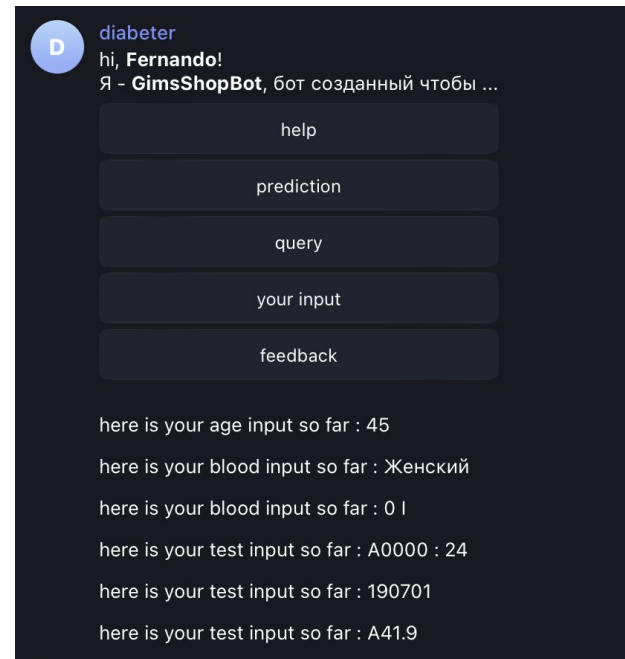 D
diabeter
hi, Fernando!
Я - GimsShopBot, бот созданный чтобы ...
help
prediction
query
your input
feedback
here is your age input so far : 45
here is your blood input so far : Женский
here is your blood input so far : 0 I
here is your test input so far : A0000 : 24
here is your test input so far : 190701
here is your test input so far : A41.9